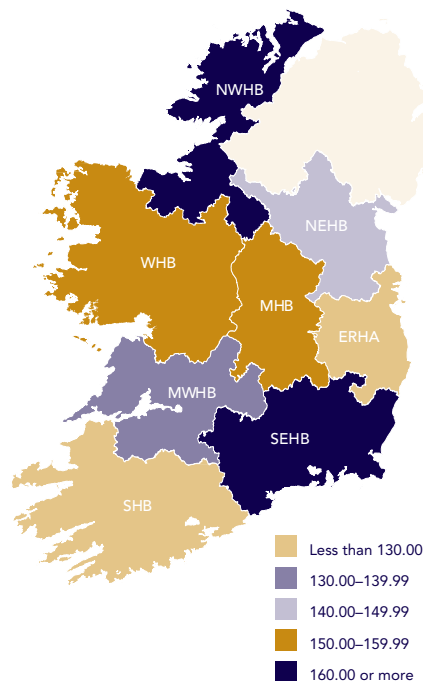 NWHB
NEHB
WHB
MHB
ERHA
MWHB
SEHB
SHB
Less than 130.00
130.00–139.99
140.00–149.99
150.00–159.99
160.00 or more